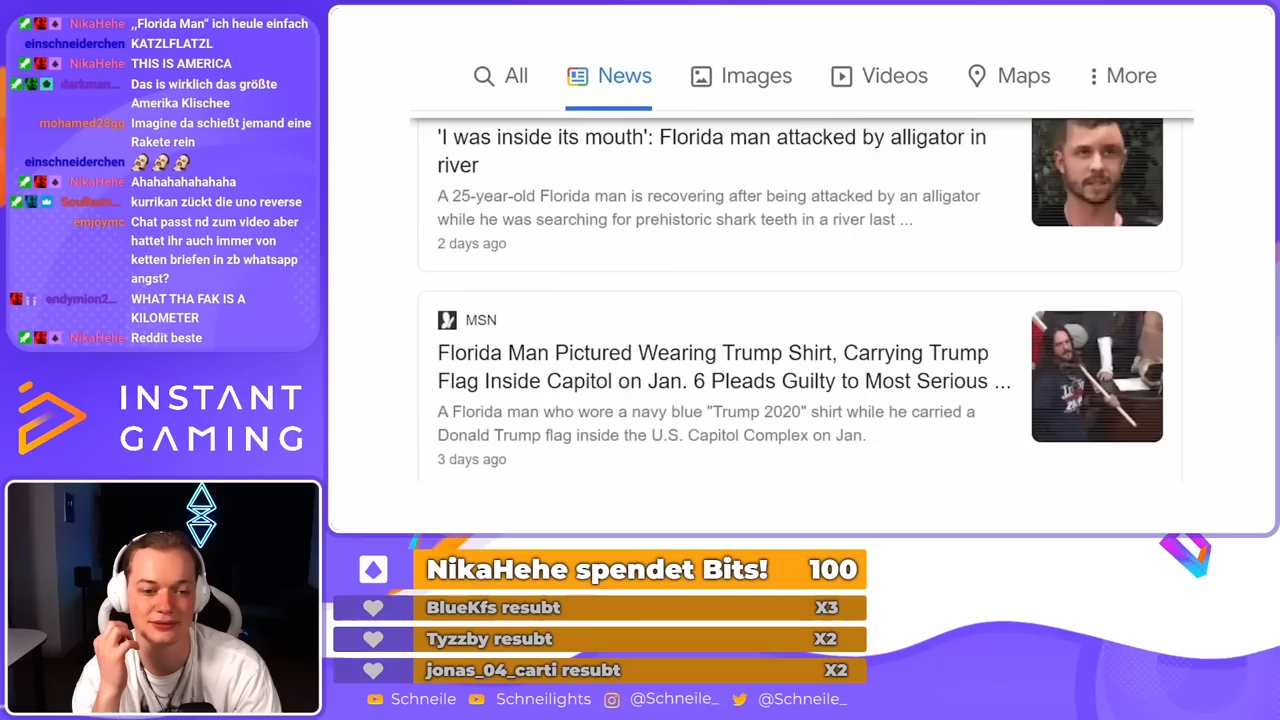 NikaHehe ,,Florida Man“ ich heule einfach
einschneiderchen KATZLFLATZL
NikaHehe THIS IS AMERICA
darkman... Das is wirklich das größte
Amerika Klischee
mohamed28gg Imagine da schießt jemand eine
Rakete rein
einschneiderchen
NikaHehe Ahahahahahahaha
kurrikan zückt die uno reverse
emjoymc Chat passt nd zum video aber
hattet ihr auch immer von
ketten briefen in zb whatsapp
angst?
endymion2... WHAT THA FAK IS A
KILOMETER
NikaHehe Reddit beste
INSTANT
GAMING
All News Images Videos Maps More
'I was inside its mouth': Florida man attacked by alligator in
river
A 25-year-old Florida man is recovering after being attacked by an alligator
while he was searching for prehistoric shark teeth in a river last ...
2 days ago
MSN
Florida Man Pictured Wearing Trump Shirt, Carrying Trump
Flag Inside Capitol on Jan. 6 Pleads Guilty to Most Serious ...
A Florida man who wore a navy blue "Trump 2020" shirt while he carried a
Donald Trump flag inside the U.S. Capitol Complex on Jan.
3 days ago
NikaHehe spendet Bits! 100
BlueKfs resubt X3
Tyzzby resubt X2
jonas_04_carti resubt X2
Schneile Schneilights @Schneile_ @Schneile_